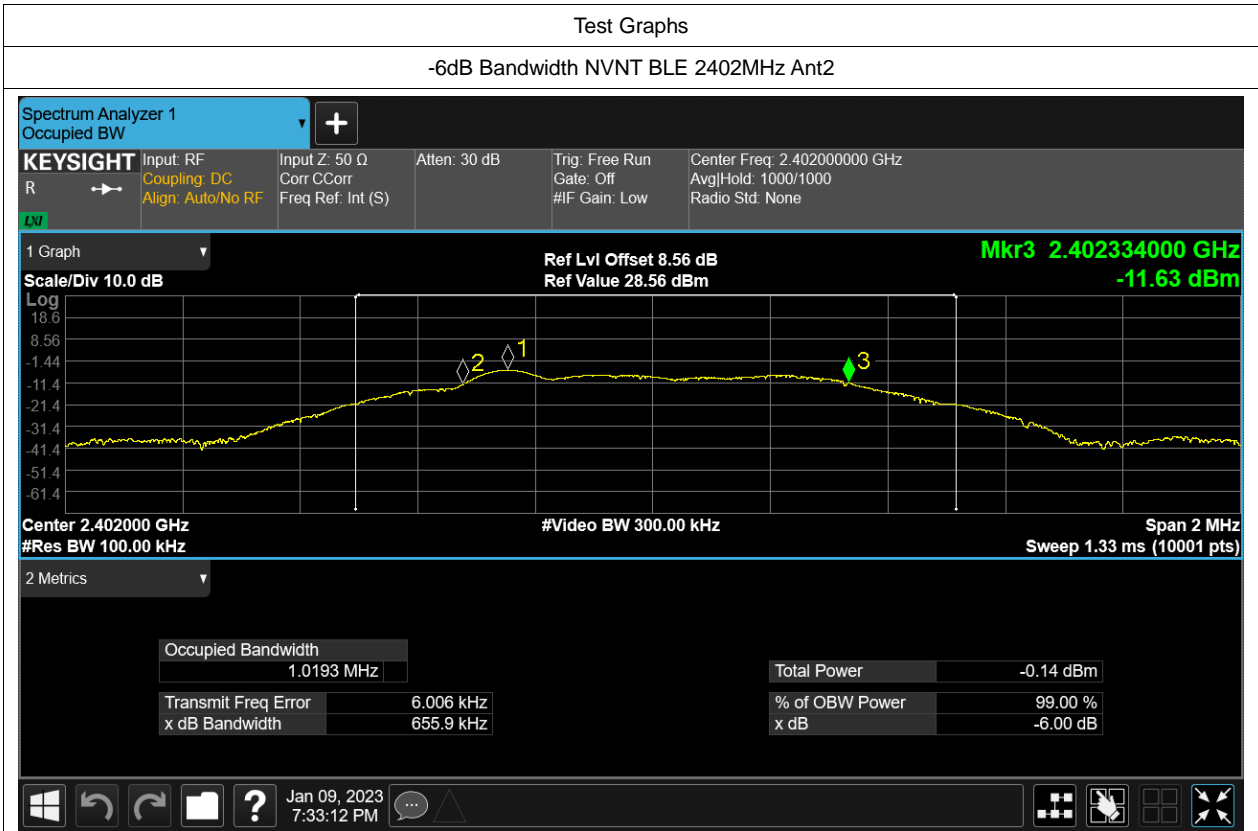 Test Graphs
-6dB Bandwidth NVNT BLE 2402MHz Ant2
Spectrum Analyzer 1
Occupied BW
KEYSIGHT
R
LXI
Input: RF
Coupling: DC
Align: Auto/No RF
Input Z: 50 Ω
Corr CCorr
Freq Ref: Int (S)
Atten: 30 dB
Trig: Free Run
Gate: Off
#IF Gain: Low
Center Freq: 2.402000000 GHz
Avg|Hold: 1000/1000
Radio Std: None
1 Graph
Scale/Div 10.0 dB
Ref Lvl Offset 8.56 dB
Ref Value 28.56 dBm
Mkr3 2.402334000 GHz
-11.63 dBm
Log
18.6
8.56
-1.44
-11.4
-21.4
-31.4
-41.4
-51.4
-61.4
2
1
3
Center 2.402000 GHz
#Video BW 300.00 kHz
Span 2 MHz
#Res BW 100.00 kHz
Sweep 1.33 ms (10001 pts)
2 Metrics
Occupied Bandwidth
1.0193 MHz
Total Power -0.14 dBm
Transmit Freq Error 6.006 kHz
% of OBW Power 99.00 %
x dB Bandwidth 655.9 kHz
x dB -6.00 dB
?
Jan 09, 2023
7:33:12 PM